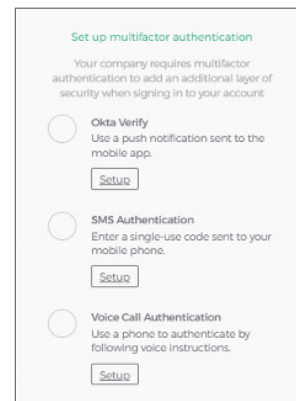 Set up multifactor authentication
Your company requires multifactor
authentication to add an additional layer of
security when signing in to your account
Okta Verify
Use a push notification sent to the
mobile app.
Setup
SMS Authentication
Enter a single-use code sent to your
mobile phone.
Setup
Voice Call Authentication
Use a phone to authenticate by
following voice instructions.
Setup